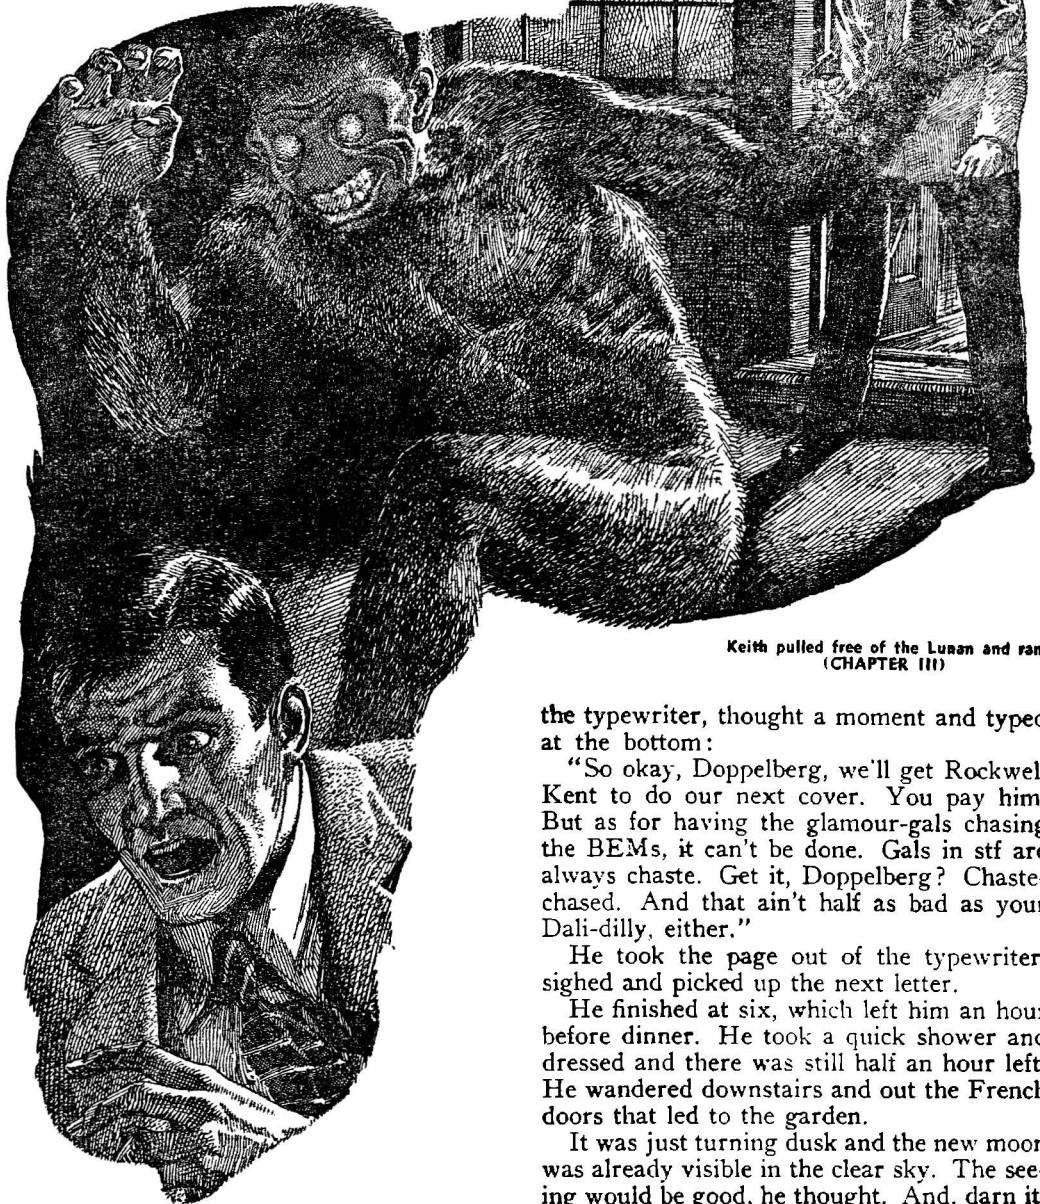 Keith pulled free of the Lunan and ran
(CHAPTER III)
the typewriter, thought a moment and typed
at the bottom:
"So okay, Doppelberg, we'll get Rockwel
Kent to do our next cover. You pay him
But as for having the glamour-gals chasing
the BEMs, it can't be done. Gals in stf are
always chaste. Get it, Doppelberg? Chaste
chased. And that ain't half as bad as your
Dali-dilly, either."
He took the page out of the typewriter
sighed and picked up the next letter.
He finished at six, which left him an hour
before dinner. He took a quick shower and
dressed and there was still half an hour left
He wandered downstairs and out the French
doors that led to the garden.
It was just turning dusk and the new moon
was already visible in the clear sky. The see-
ing would be good, he thought. And, darn it